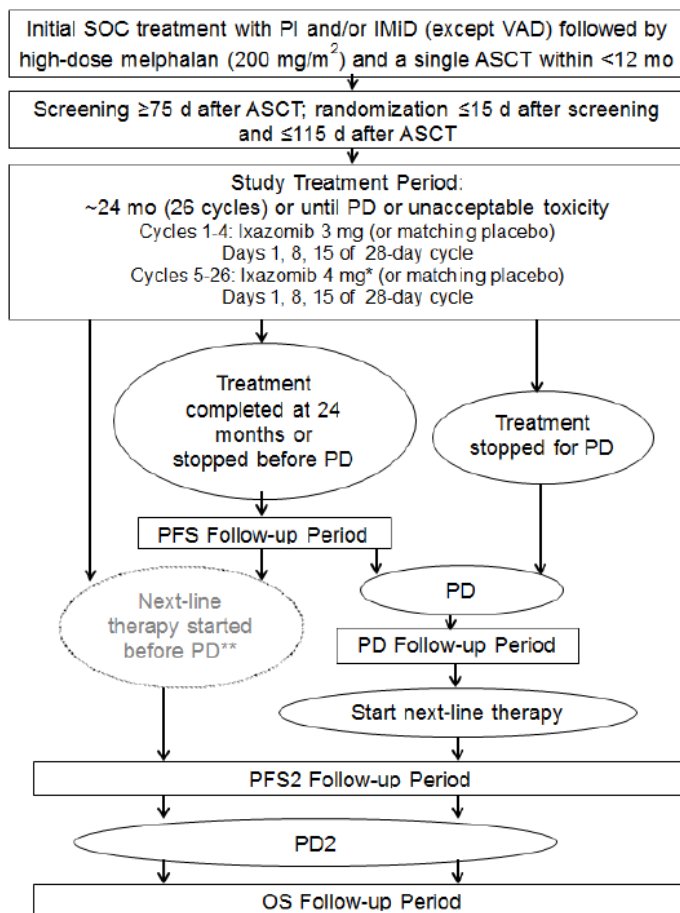 Initial SOC treatment with PI and/or IMiD (except VAD) followed by
high-dose melphalan (200 mg/m²) and a single ASCT within <12 mo
Screening ≥75 d after ASCT; randomization ≤15 d after screening
and ≤115 d after ASCT
Study Treatment Period:
~24 mo (26 cycles) or until PD or unacceptable toxicity
Cycles 1-4: Ixazomib 3 mg (or matching placebo)
Days 1, 8, 15 of 28-day cycle
Cycles 5-26: Ixazomib 4 mg* (or matching placebo)
Days 1, 8, 15 of 28-day cycle
Treatment
completed at 24
months or
stopped before PD
Treatment
stopped for PD
PFS Follow-up Period
Next-line
therapy started
before PD**
PD
PD Follow-up Period
Start next-line therapy
PFS2 Follow-up Period
PD2
OS Follow-up Period